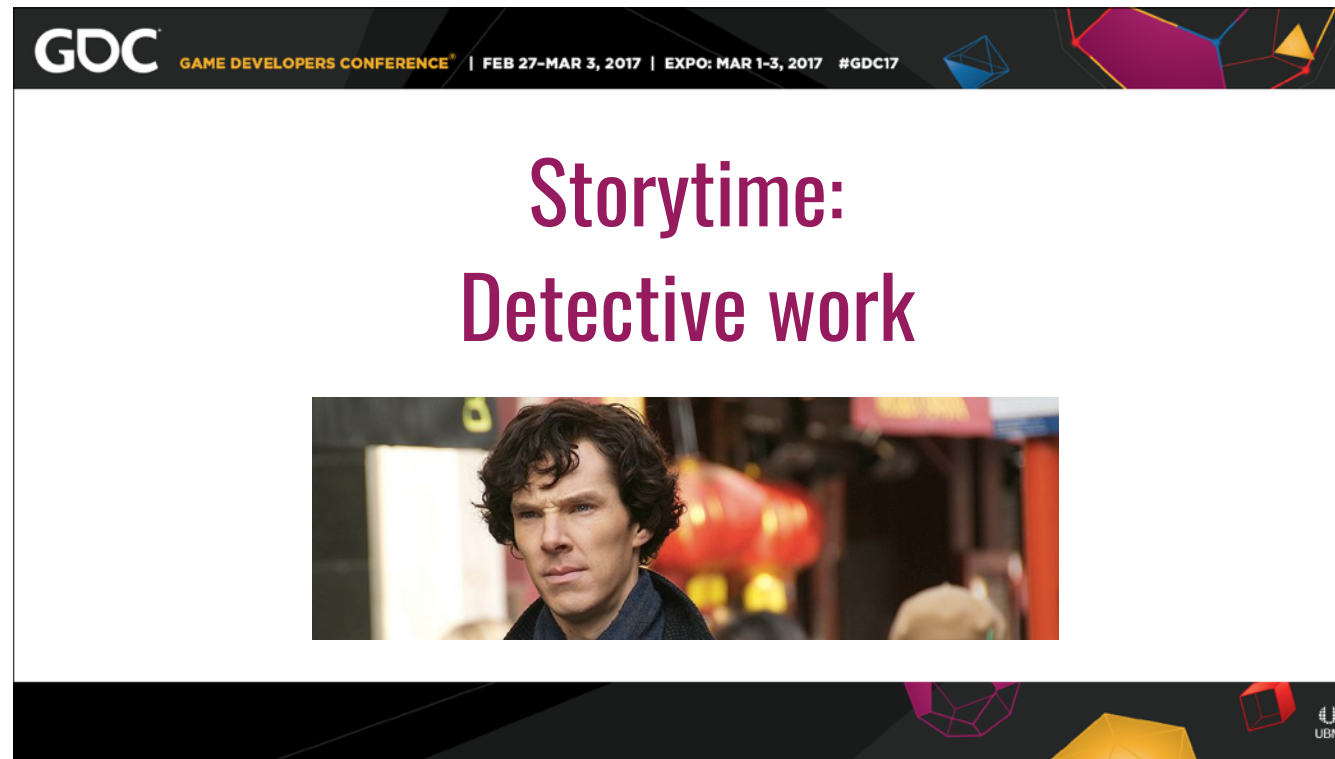 GDC
GAME DEVELOPERS CONFERENCE® | FEB 27–MAR 3, 2017 | EXPO: MAR 1-3, 2017 #GDC17
Storytime:
Detective work